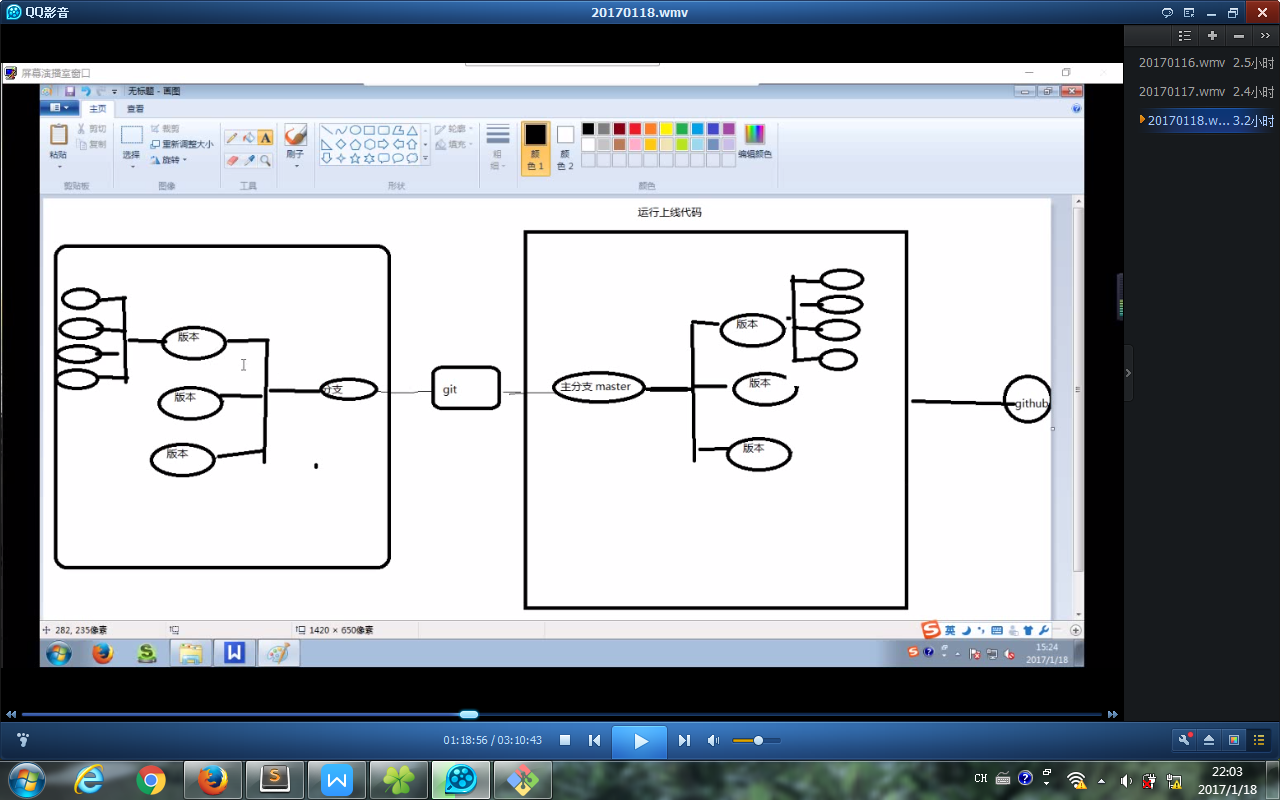 QQ影音
20170118.wmv
20170116.wmv 2.5小时
20170117.wmv 2.4小时
20170118.w... 3.2小时
屏幕演播室窗口
无标题 - 画图
主页
查看
粘贴
剪切
复制
剪贴板
选择
裁剪
重新调整大小
旋转
图像
工具
刷子
形状
轮廓
填充
粗细
颜色 1
颜色 2
编辑颜色
颜色
运行上线代码
版本
版本
版本
分支
git
主分支 master
版本
版本
版本
github
282, 235像素
1420 × 650像素
英
15:24
2017/1/18
01:18:56 / 03:10:43
CH
22:03
2017/1/18